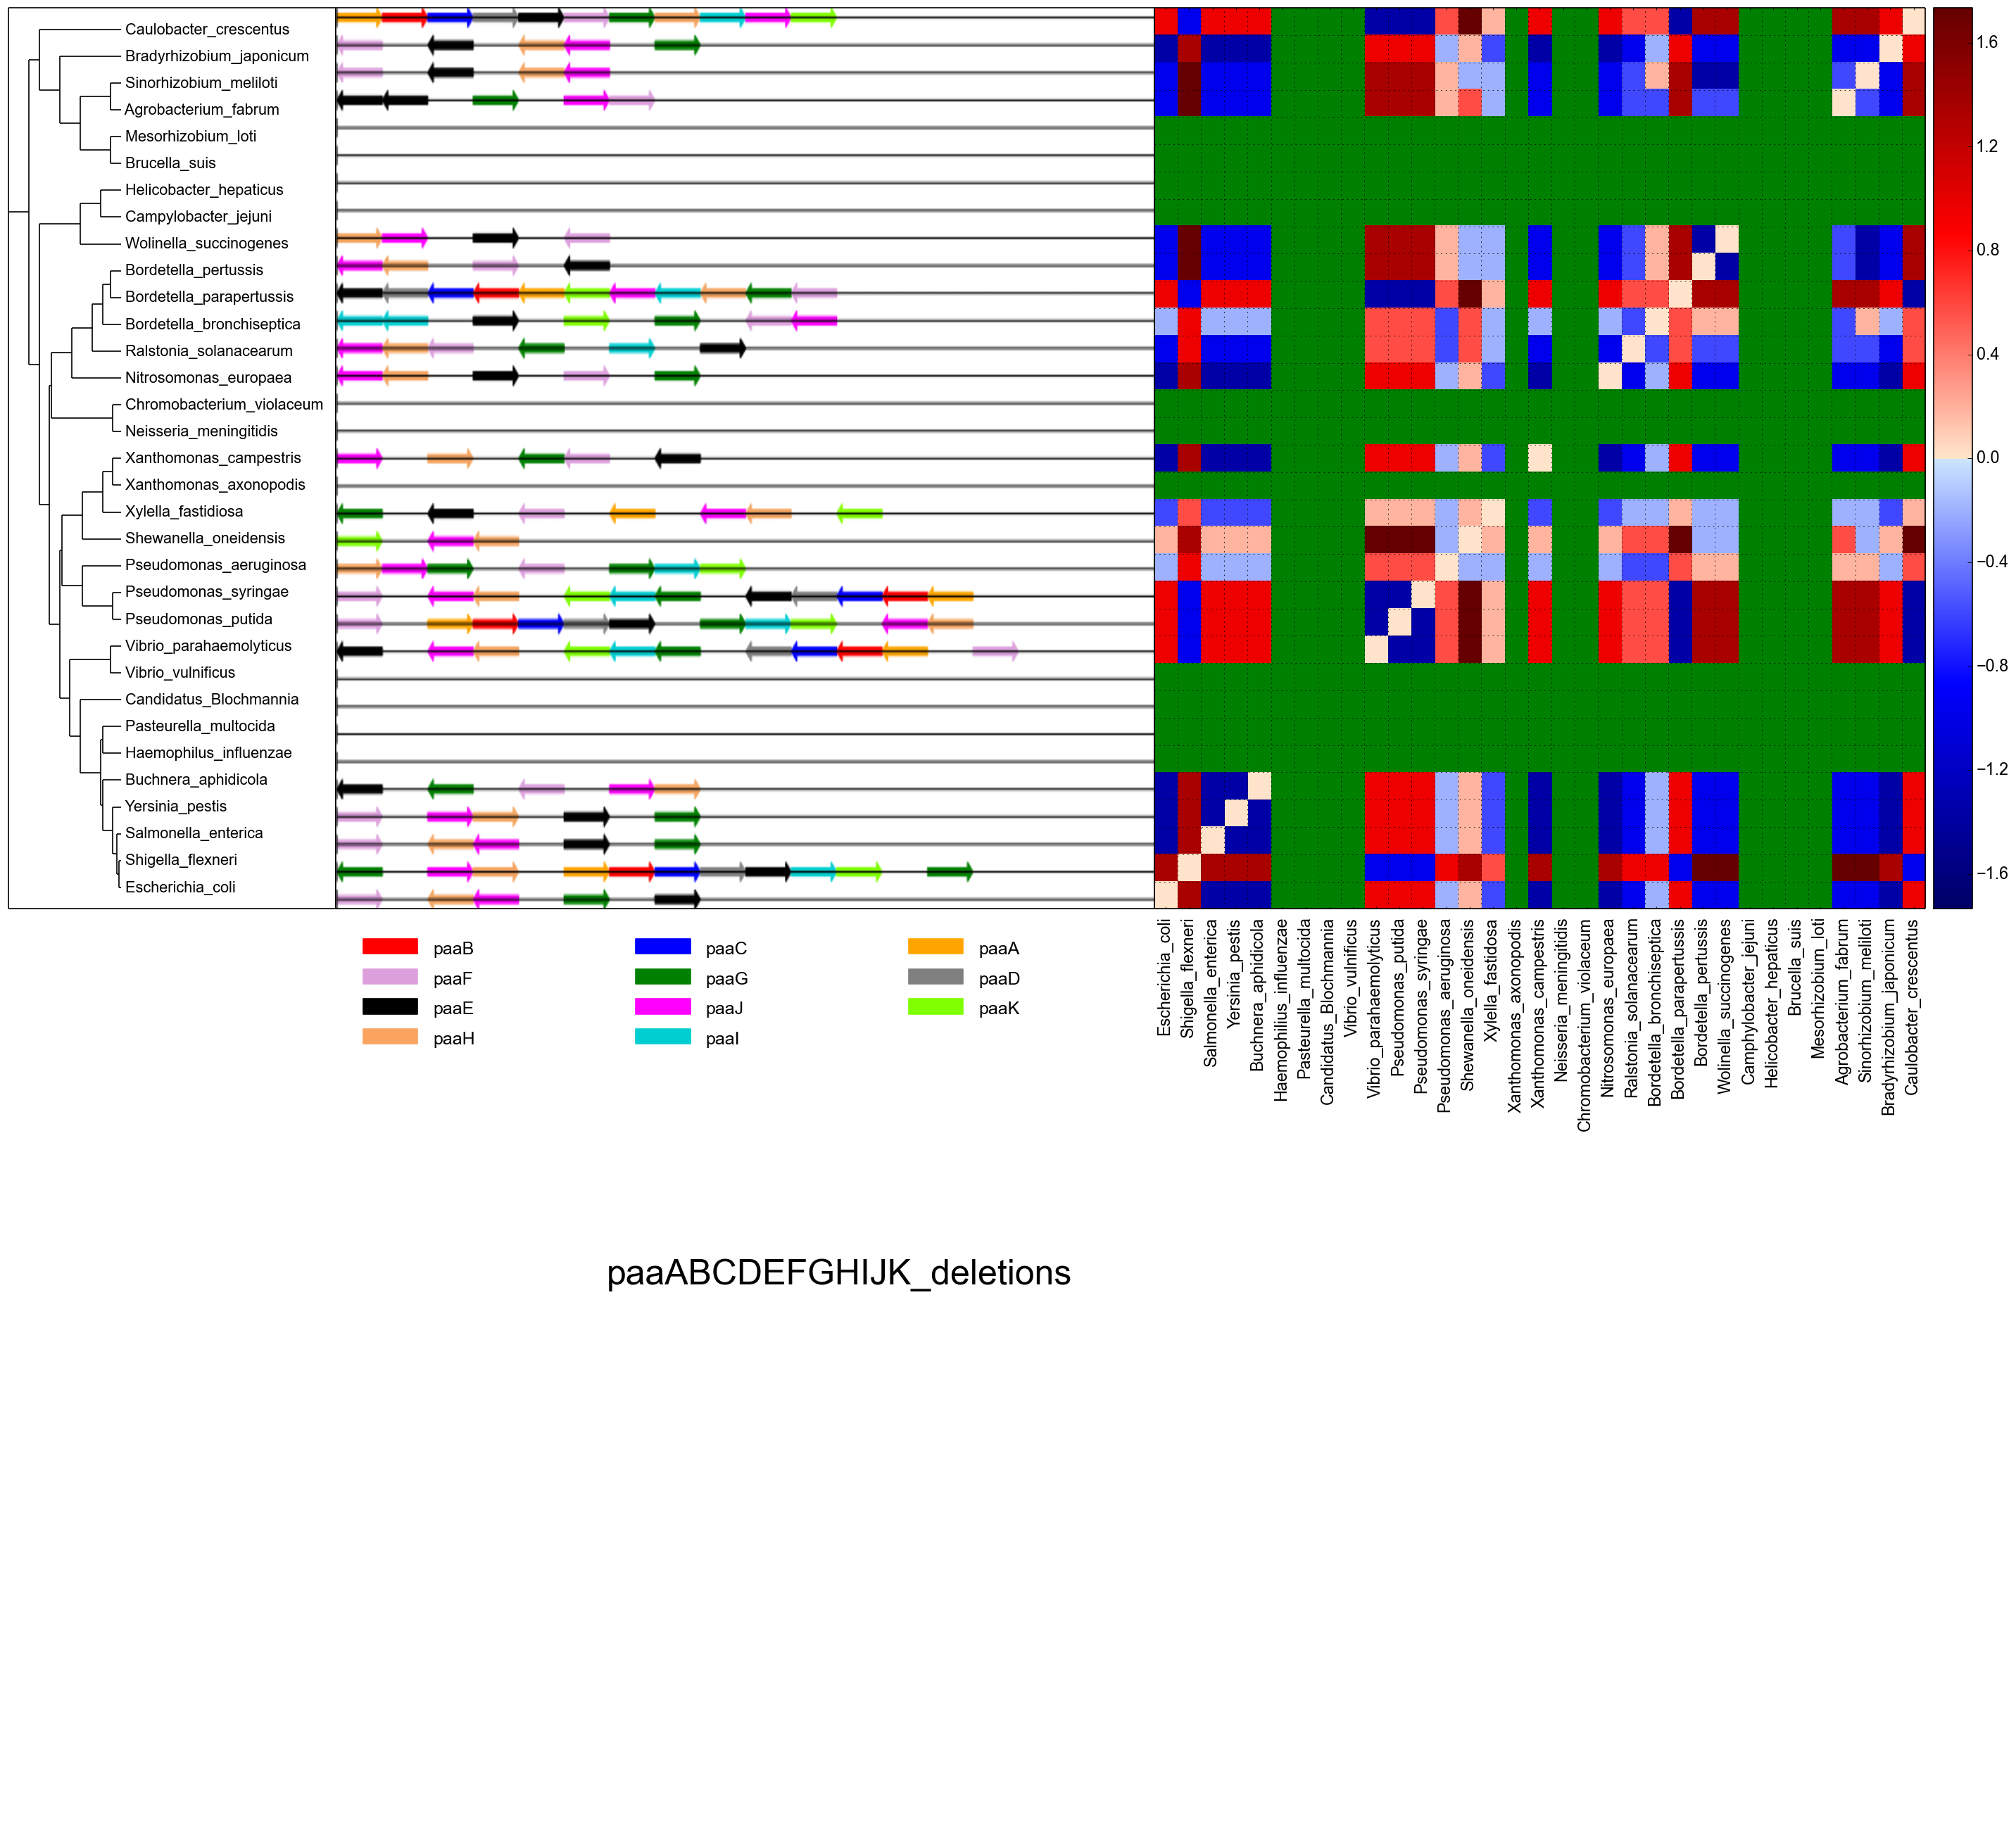 Caulobacter_crescentus
Bradyrhizobium_japonicum
Sinorhizobium_meliloti
Agrobacterium_fabrum
Mesorhizobium_loti
Brucella_suis
Helicobacter_hepaticus
Campylobacter_jejuni
Wolinella_succinogenes
Bordetella_pertussis
Bordetella_parapertussis
Bordetella_bronchiseptica
Ralstonia_solanacearum
Nitrosomonas_europaea
Chromobacterium_violaceum
Neisseria_meningitidis
Xanthomonas_campestris
Xanthomonas_axonopodis
Xylella_fastidiosa
Shewanella_oneidensis
Pseudomonas_aeruginosa
Pseudomonas_syringae
Pseudomonas_putida
Vibrio_parahaemolyticus
Vibrio_vulnificus
Candidatus_Blochmannia
Pasteurella_multocida
Haemophilus_influenzae
Buchnera_aphidicola
Yersinia_pestis
Salmonella_enterica
Shigella_flexneri
Escherichia_coli
1.6
1.2
0.8
0.4
0.0
−0.4
−0.8
−1.2
−1.6
Escherichia_coli
Shigella_flexneri
Salmonella_enterica
Yersinia_pestis
Buchnera_aphidicola
Haemophilus_influenzae
Pasteurella_multocida
Candidatus_Blochmannia
Vibrio_vulnificus
Vibrio_parahaemolyticus
Pseudomonas_putida
Pseudomonas_syringae
Pseudomonas_aeruginosa
Shewanella_oneidensis
Xylella_fastidosa
Xanthomonas_axonopodis
Xanthomonas_campestris
Neisseria_meningitidis
Chromobacterium_violaceum
Nitrosomonas_europaea
Ralstonia_solanacearum
Bordetella_bronchiseptica
Bordetella_parapertussis
Bordetella_pertussis
Wolinella_succinogenes
Camphylobacter_jejuni
Helicobacter_hepaticus
Brucella_suis
Mesorhizobium_loti
Agrobacterium_fabrum
Sinorhizobium_meliloti
Bradyrhizobium_japonicum
Caulobacter_crescentus
paaB
paaF
paaE
paaH
paaC
paaG
paaJ
paaI
paaA
paaD
paaK
paaABCDEFGHIJK_deletions